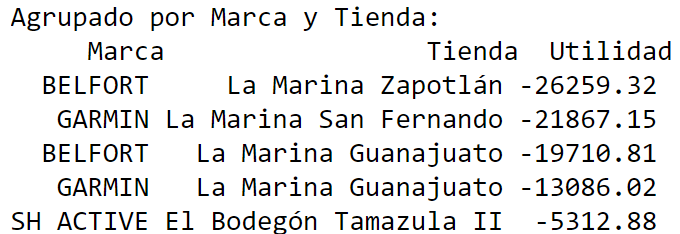 Agrupado por Marca y Tienda:
Marca Tienda Utilidad
BELFORT La Marina Zapotlán -26259.32
GARMIN La Marina San Fernando -21867.15
BELFORT La Marina Guanajuato -19710.81
GARMIN La Marina Guanajuato -13086.02
SH ACTIVE El Bodegón Tamazula II -5312.88